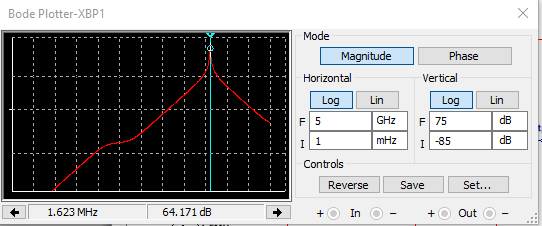 Bode Plotter-XBP1
Mode
Magnitude Phase
Horizontal Vertical
Log Lin Log Lin
F 5 GHz F 75 dB
I 1 mHz I -85 dB
Controls
Reverse Save Set...
1.623 MHz 64.171 dB + In - + Out -